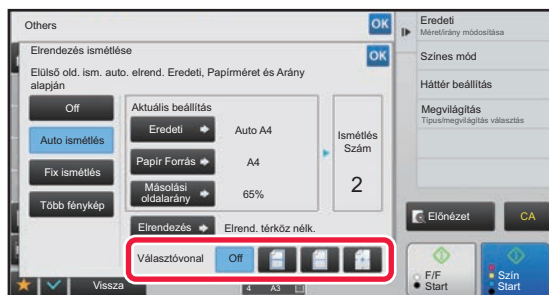 Others
OK
Elrendezés ismétlése
OK
Elülső old. ism. auto. elrend. Eredeti, Papírméret és Arány
alapján
Off
Auto ismétlés
Fix ismétlés
Több fénykép
Aktuális beállítás
Eredeti
Auto A4
Papír Forrás
A4
Másolási
oldalarány
65%
Ismétlés
Szám
2
Elrendezés
Elrend. térköz nélk.
Választóvonal
Off
Vissza
4 A3
Eredeti
Méret/irány módosítása
Színes mód
Háttér beállítás
Megvilágítás
Típus/megvilágítás választás
Előnézet
CA
F/F
Start
Szín
Start